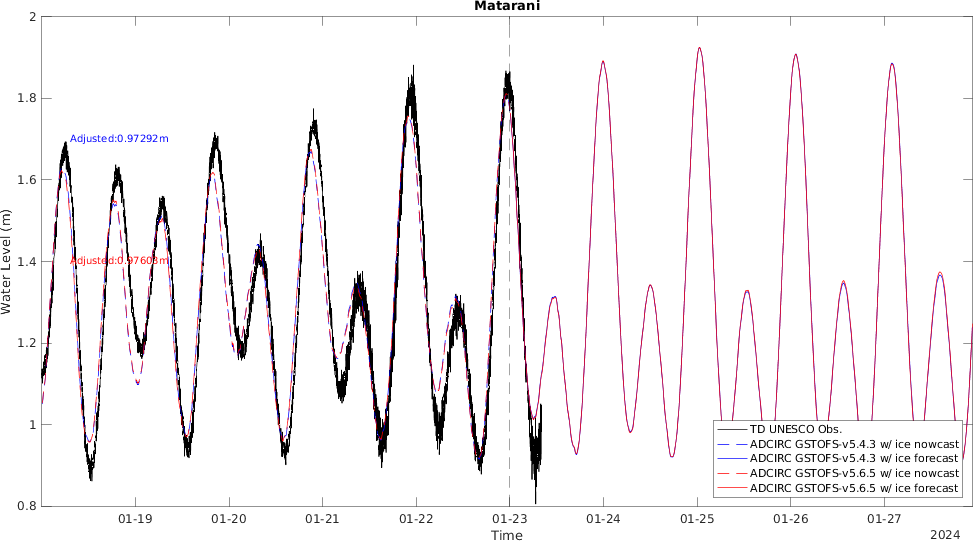 Matarani
Water Level (m)
2
1.8
1.6
1.4
1.2
1
0.8
Adjusted:0.97292m
Adjusted:0.97603m
TD UNESCO Obs.
ADCIRC GSTOFS-v5.4.3 w/ ice nowcast
ADCIRC GSTOFS-v5.4.3 w/ ice forecast
ADCIRC GSTOFS-v5.6.5 w/ ice nowcast
ADCIRC GSTOFS-v5.6.5 w/ ice forecast
01-19 01-20 01-21 01-22 01-23 01-24 01-25 01-26 01-27
Time
2024